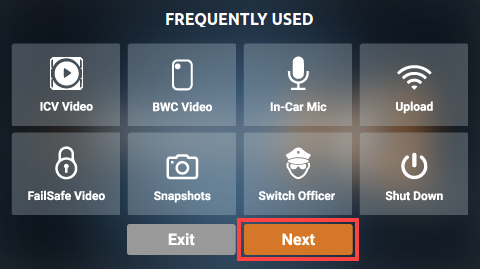 FREQUENTLY USED
ICV Video
BWC Video
In-Car Mic
Upload
FailSafe Video
Snapshots
Switch Officer
Shut Down
Exit
Next